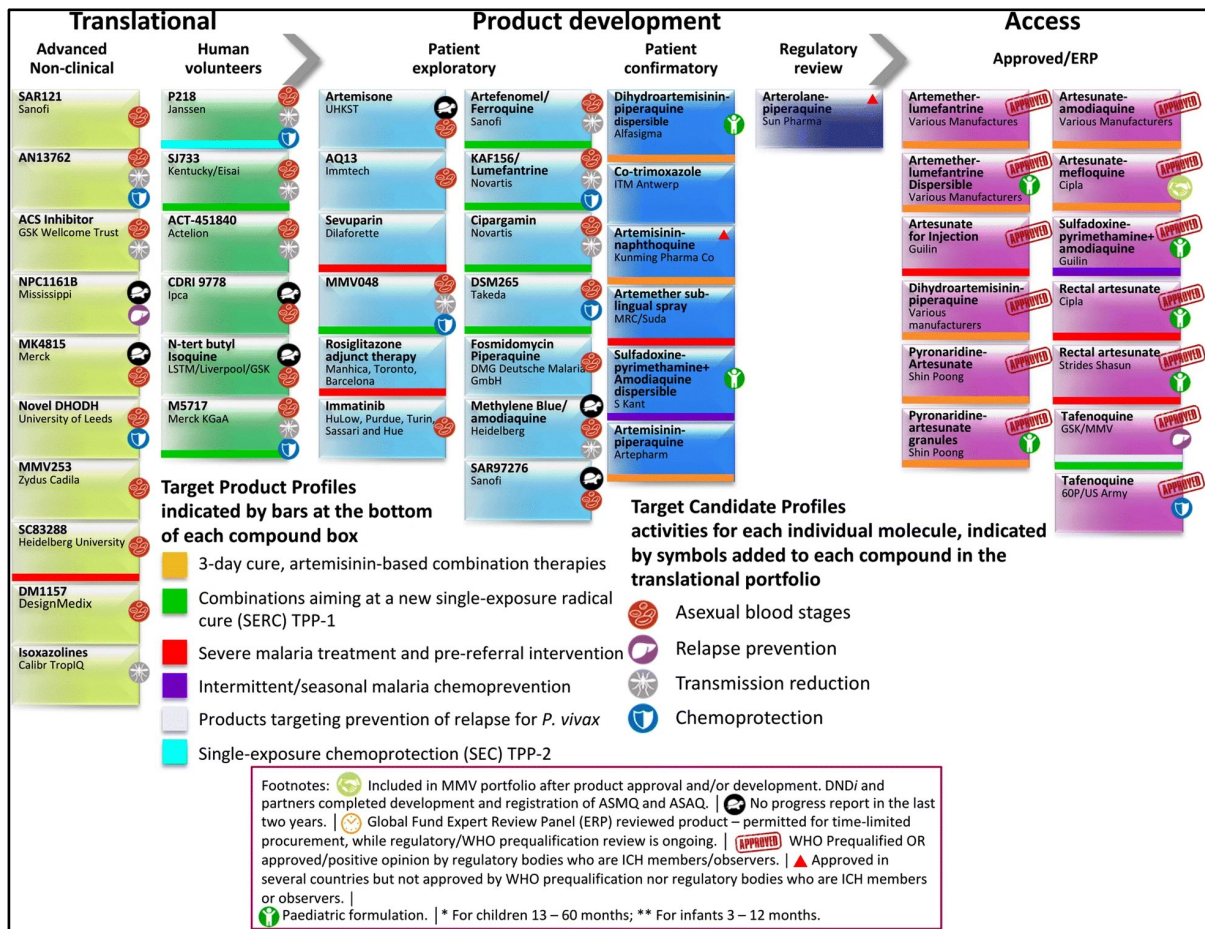 Translational
Product development
Access
Advanced
Non-clinical
Human
volunteers
Patient
exploratory
Patient
confirmatory
Regulatory
review
Approved/ERP
SAR121
Sanofi
AN13762
ACS Inhibitor
GSK Wellcome Trust
NPC1161B
Mississippi
MK4815
Merck
Novel DHODH
University of Leeds
MMV253
Zydus Cadila
SC83288
Heidelberg University
DM1157
DesignMedix
Isoxazolines
Calibr TropIQ
P218
Janssen
SJ733
Kentucky/Eisai
ACT-451840
Actelion
CDRI 9778
Ipca
N-tert butyl
Isoquine
LSTM/Liverpool/GSK
M5717
Merck KGaA
Artemisone
UHKST
AQ13
Immtech
Sevuparin
Dilaforette
MMV048
Rosiglitazone
adjunct therapy
Manhica, Toronto,
Barcelona
Immatinib
HuLow, Purdue, Turin,
Sassari and Hue
Artefenomel/
Ferroquine
Sanofi
KAF156/
Lumefantrine
Novartis
Cipargamin
Novartis
DSM265
Takeda
Fosmidomycin
Piperaquine
DMG Deutsche Malaria
GmbH
Methylene Blue/
amodiaquine
Heidelberg
SAR97276
Sanofi
Dihydroartemisinin-
piperaquine
dispersible
Alfasigma
Co-trimoxazole
ITM Antwerp
Artemisinin-
naphthoquine
Kunming Pharma Co
Artemether sub-
lingual spray
MRC/Suda
Sulfadoxine-
pyrimethamine+
Amodiaquine
dispersible
S Kant
Artemisinin-
piperaquine
Artepharm
Arterolane-
piperaquine
Sun Pharma
Artemether-
lumefantrine
Various Manufactures
APPROVED
Artemether-
lumefantrine
Dispersible
Various Manufacturers
APPROVED
Artesunate
for Injection
Guilin
APPROVED
Dihydroartemisinin-
piperaquine
Various
manufacturers
APPROVED
Pyronaridine-
Artesunate
Shin Poong
APPROVED
Pyronaridine-
artesunate
granules
Shin Poong
APPROVED
Artesunate-
amodiaquine
Various Manufacturers
APPROVED
Artesunate-
mefloquine
Cipla
APPROVED
Sulfadoxine-
pyrimethamine+
amodiaquine
Guilin
APPROVED
Rectal artesunate
Cipla
APPROVED
Rectal artesunate
Strides Shasun
APPROVED
Tafenoquine
GSK/MMV
APPROVED
Tafenoquine
60P/US Army
APPROVED
Target Product Profiles
indicated by bars at the bottom
of each compound box
3-day cure, artemisinin-based combination therapies
Combinations aiming at a new single-exposure radical
cure (SERC) TPP-1
Severe malaria treatment and pre-referral intervention
Intermittent/seasonal malaria chemoprevention
Products targeting prevention of relapse for P. vivax
Single-exposure chemoprotection (SEC) TPP-2
Target Candidate Profiles
activities for each individual molecule, indicated
by symbols added to each compound in the
translational portfolio
Asexual blood stages
Relapse prevention
Transmission reduction
Chemoprotection
Footnotes: Included in MMV portfolio after product approval and/or development. DNDi and
partners completed development and registration of ASMQ and ASAQ. | No progress report in the last
two years. | Global Fund Expert Review Panel (ERP) reviewed product – permitted for time-limited
procurement, while regulatory/WHO prequalification review is ongoing. | APPROVED WHO Prequalified OR
approved/positive opinion by regulatory bodies who are ICH members/observers. | Approved in
several countries but not approved by WHO prequalification nor regulatory bodies who are ICH members
or observers. |
Paediatric formulation. | * For children 13 – 60 months; ** For infants 3 – 12 months.